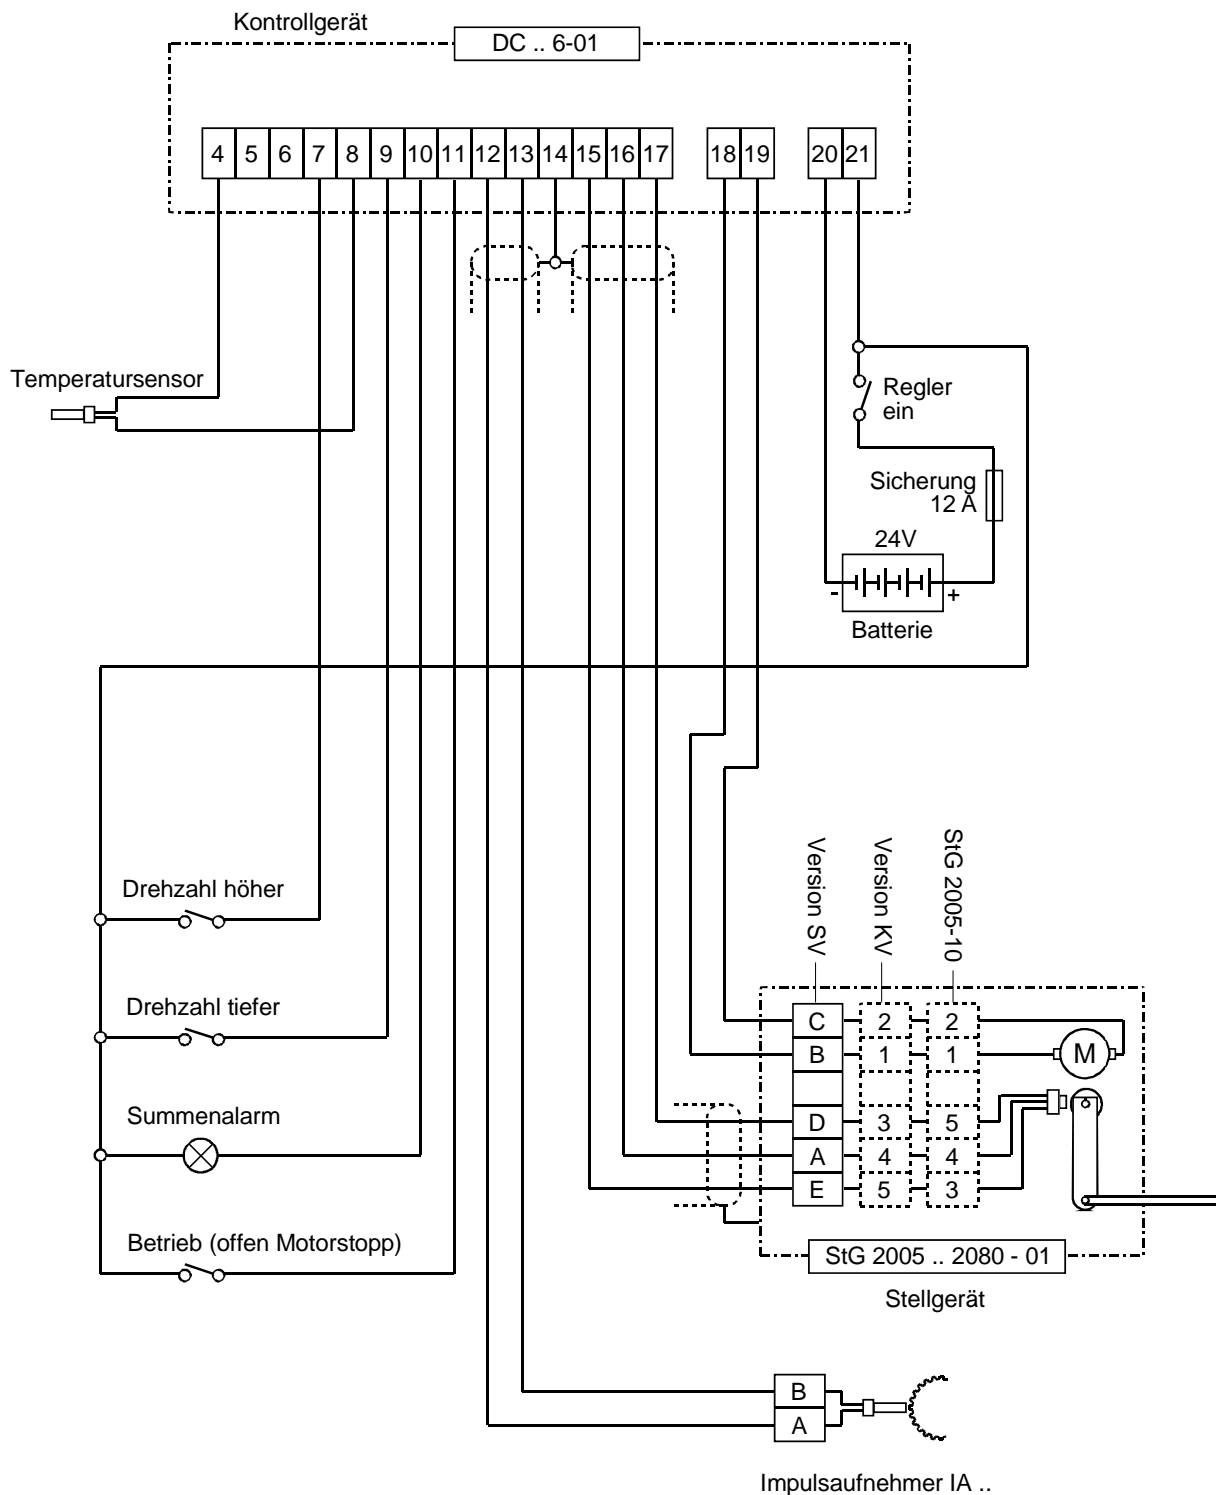 Kontrollgerät
DC .. 6-01
4 5 6 7 8 9 10 11 12 13 14 15 16 17 18 19 20 21
Temperatursensor
Regler
ein
Sicherung
12 A
24V
- +
Batterie
Drehzahl höher
Drehzahl tiefer
Summenalarm
Betrieb (offen Motorstopp)
Version SV
Version KV
StG 2005-10
C 2 2
B 1 1
M
D 3 5
A 4 4
E 5 3
StG 2005 .. 2080 - 01
Stellgerät
B
A
Impulsaufnehmer IA ..